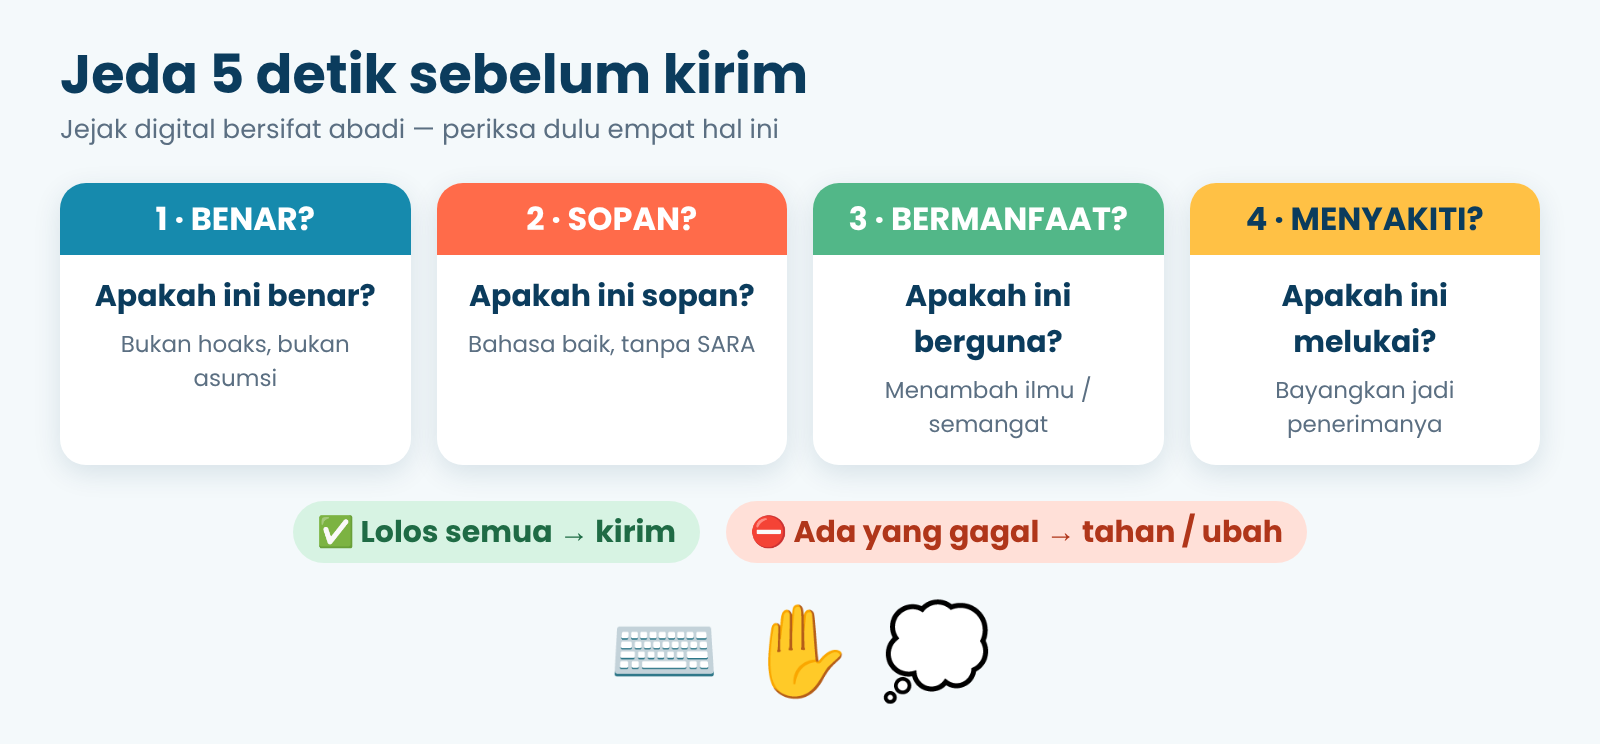 Jeda 5 detik sebelum kirim
Jejak digital bersifat abadi — periksa dulu empat hal ini
1 · BENAR?
Apakah ini benar?
Bukan hoaks, bukan
asumsi
2 · SOPAN?
Apakah ini sopan?
Bahasa baik, tanpa SARA
3 · BERMANFAAT?
Apakah ini
berguna?
Menambah ilmu /
semangat
4 · MENYAKITI?
Apakah ini
melukai?
Bayangkan jadi
penerimanya
✅ Lolos semua → kirim
⛔ Ada yang gagal → tahan / ubah